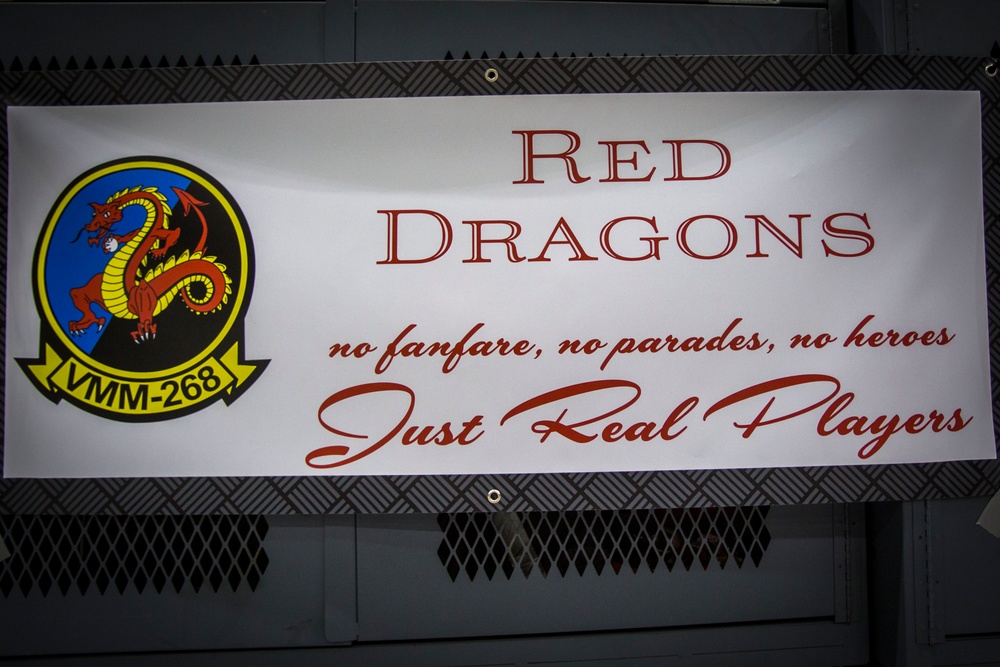 VMM-268
RED
DRAGONS
no fanfare, no parades, no heroes
Just Real Players